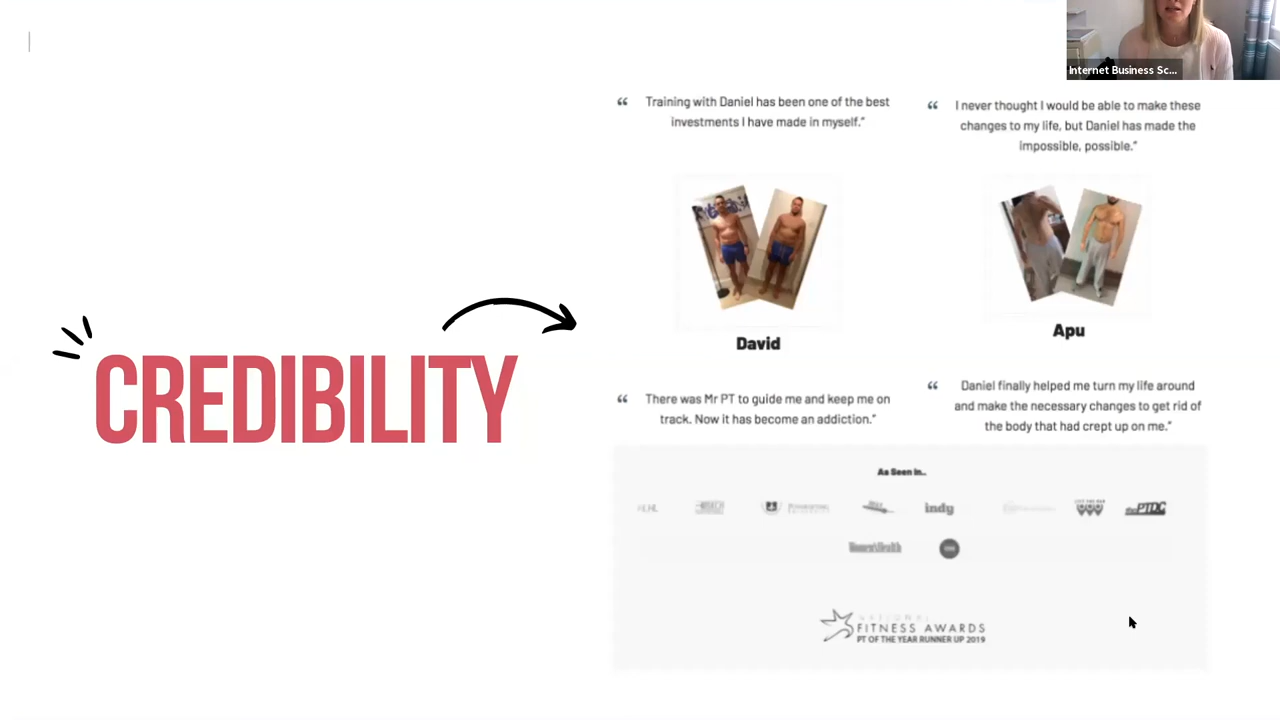 Internet Business Sc...
CREDIBILITY
“ Training with Daniel has been one of the best
investments I have made in myself.”
David
“ I never thought I would be able to make these
changes to my life, but Daniel has made the
impossible, possible.”
Apu
“ There was Mr PT to guide me and keep me on
track. Now it has become an addiction.”
“ Daniel finally helped me turn my life around
and make the necessary changes to get rid of
the body that had crept up on me.”
As Seen in..
indy
thePTDC
Women'sHealth
NATIONAL
FITNESS AWARDS
PT OF THE YEAR RUNNER UP 2019